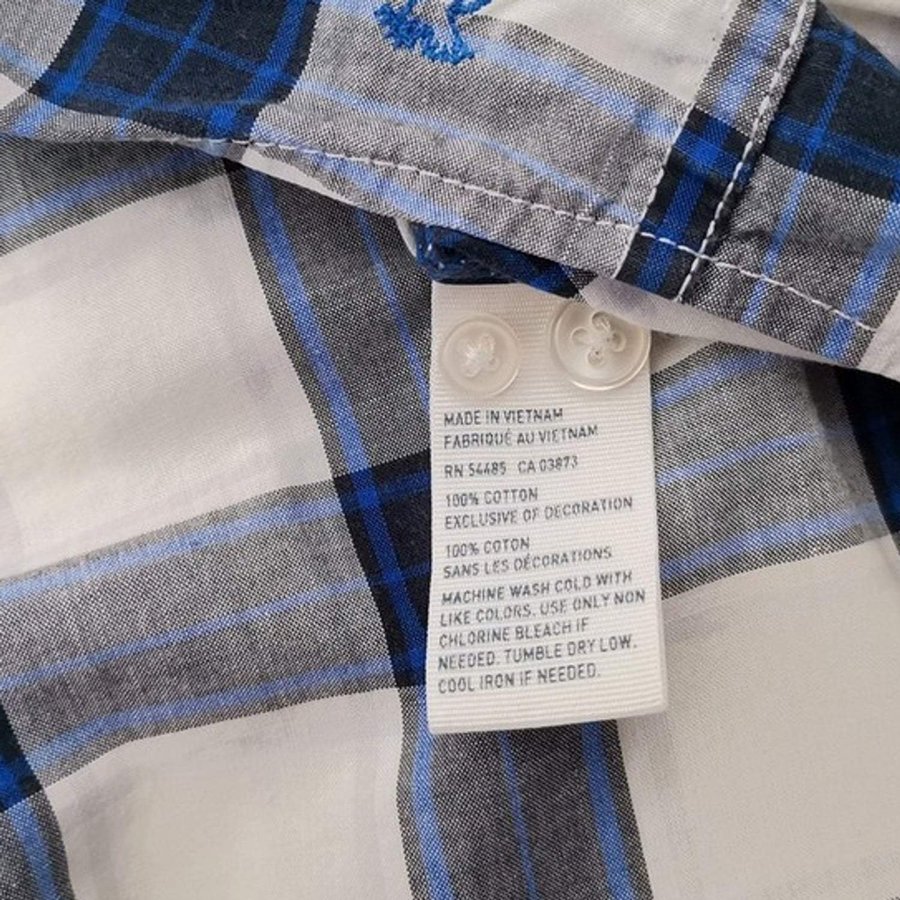 MADE IN VIETNAM
FABRIQUÉ AU VIETNAM
RN 54485 CA 03873
100% COTTON
EXCLUSIVE OF DECORATION
100% COTON
SANS LES DÉCORATIONS
MACHINE WASH COLD WITH
LIKE COLORS. USE ONLY NON
CHLORINE BLEACH IF
NEEDED. TUMBLE DRY LOW.
COOL IRON IF NEEDED.